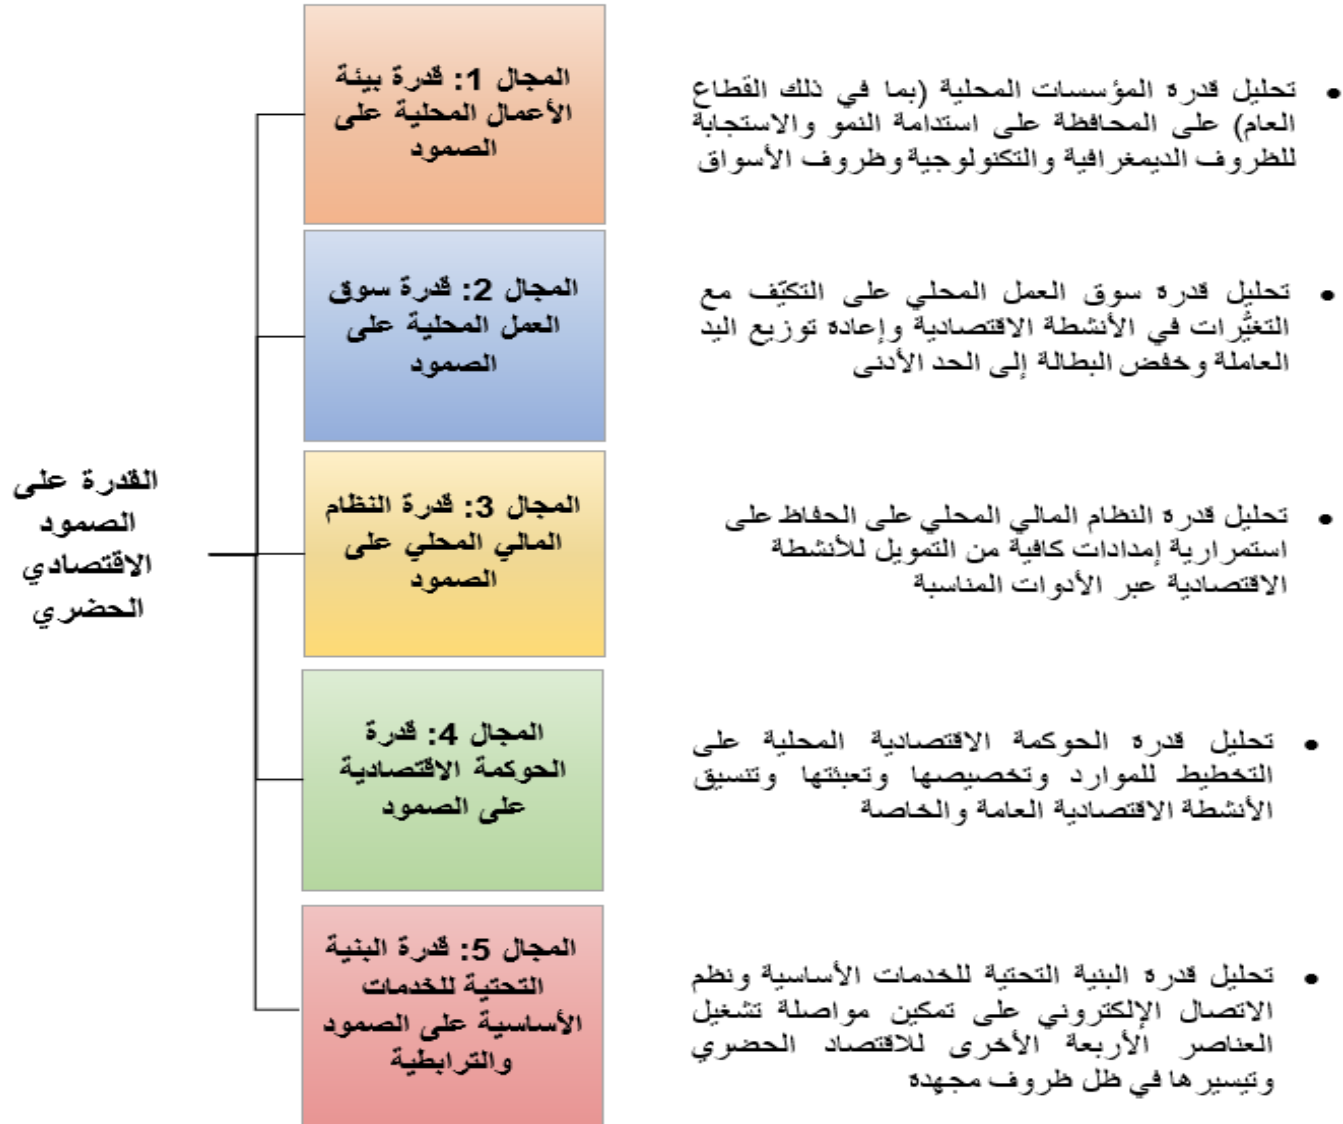 القدرة على
الصمود
الاقتصادي
الحضري
المجال 1: قدرة بيئة
الأعمال المحلية على
الصمود
• تحليل قدرة المؤسسات المحلية (بما في ذلك القطاع
العام) على المحافظة على استدامة النمو والاستجابة
للظروف الديمغرافية والتكنولوجية وظروف الأسواق
المجال 2: قدرة سوق
العمل المحلية على
الصمود
• تحليل قدرة سوق العمل المحلي على التكيّف مع
التغيُّرات في الأنشطة الاقتصادية وإعادة توزيع اليد
العاملة وخفض البطالة إلى الحد الأدنى
المجال 3: قدرة النظام
المالي المحلي على
الصمود
• تحليل قدرة النظام المالي المحلي على الحفاظ على
استمرارية إمدادات كافية من التمويل للأنشطة
الاقتصادية عبر الأدوات المناسبة
المجال 4: قدرة
الحوكمة الاقتصادية
على الصمود
• تحليل قدرة الحوكمة الاقتصادية المحلية على
التخطيط للموارد وتخصيصها وتعبئتها وتنسيق
الأنشطة الاقتصادية العامة والخاصة
المجال 5: قدرة البنية
التحتية للخدمات
الأساسية على الصمود
والترابطية
• تحليل قدرة البنية التحتية للخدمات الأساسية ونظم
الاتصال الإلكتروني على تمكين مواصلة تشغيل
العناصر الأربعة الأخرى للاقتصاد الحضري
وتيسيرها في ظل ظروف مجهدة